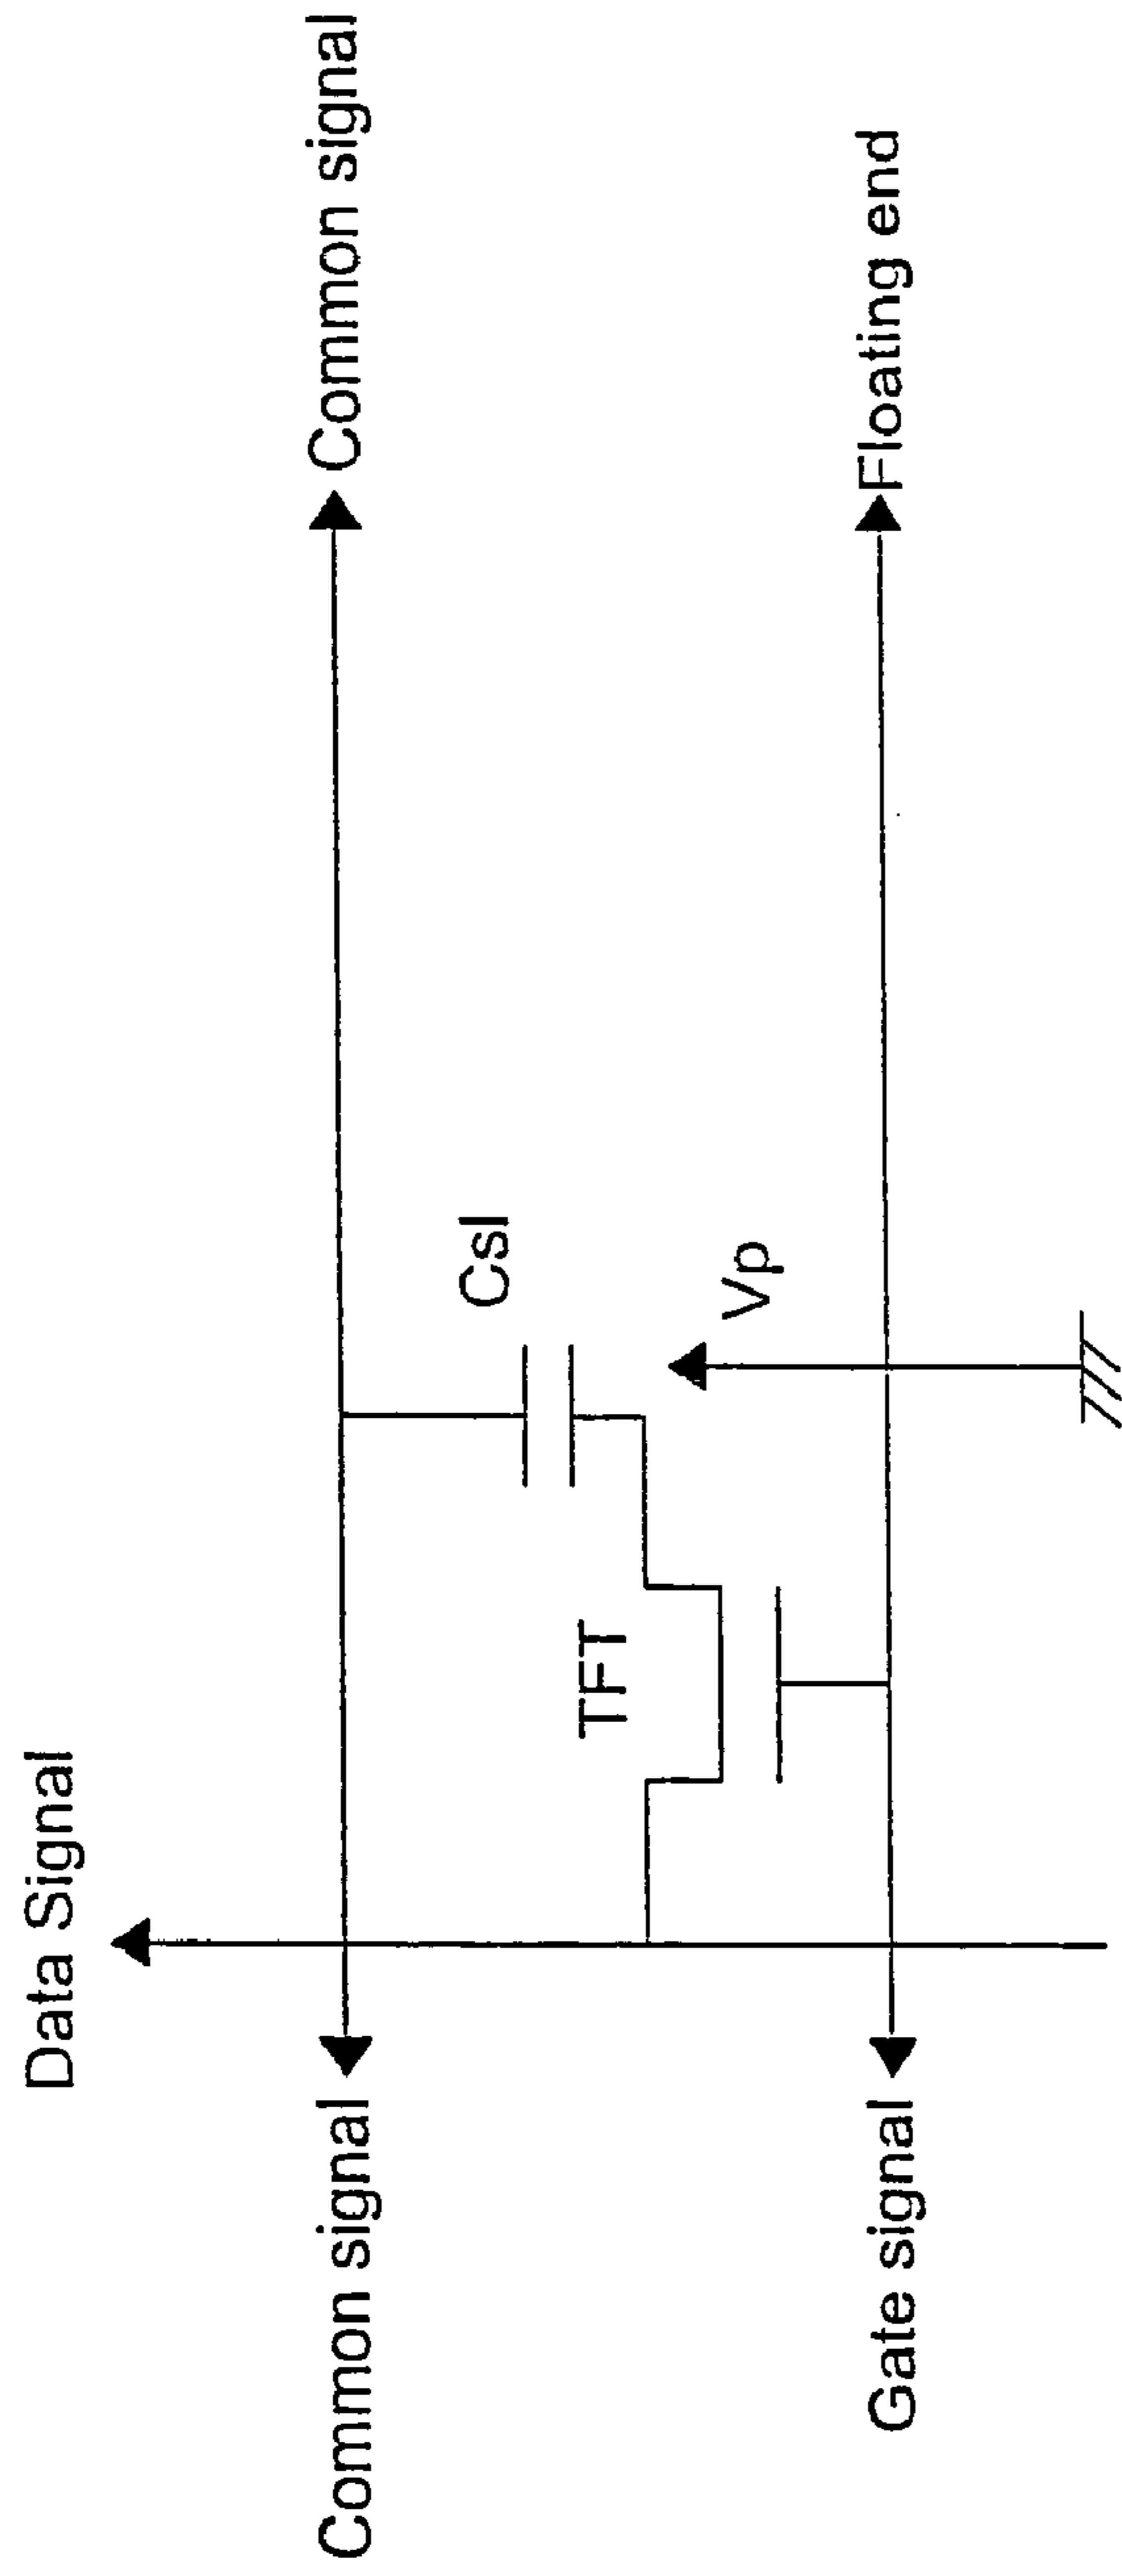 Data Signal
Common signal
Common signal
Csl
TFT
Vp
Gate signal
Floating end